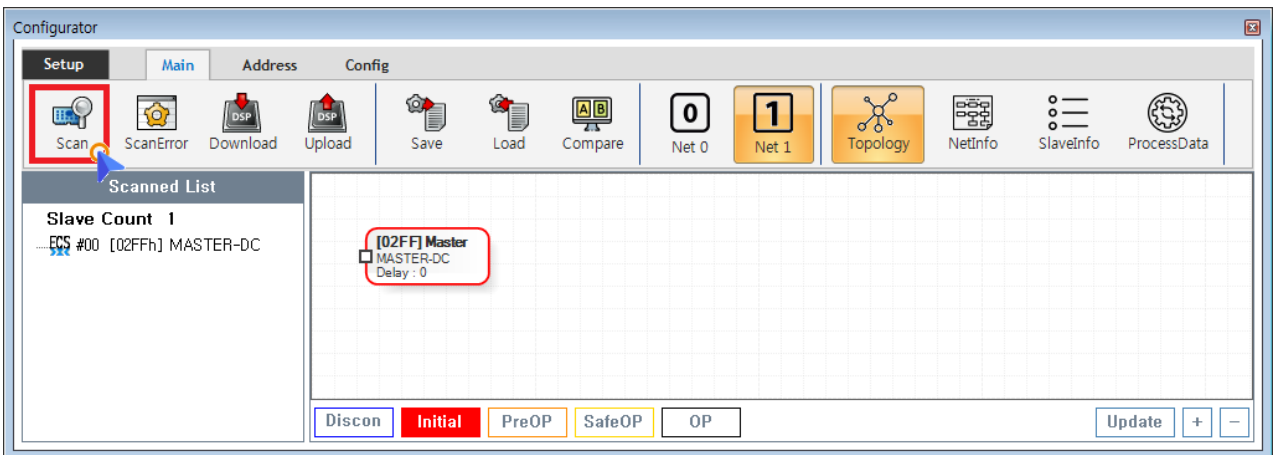 Configurator
Setup Main Address Config
DSP DSP A B 0 1
Scan ScanError Download Upload Save Load Compare Net 0 Net 1 Topology NetInfo SlaveInfo ProcessData
Scanned List
Slave Count 1
ECS #00 [02FFh] MASTER-DC
[02FF] Master
MASTER-DC
Delay : 0
Discon Initial PreOP SafeOP OP Update + −